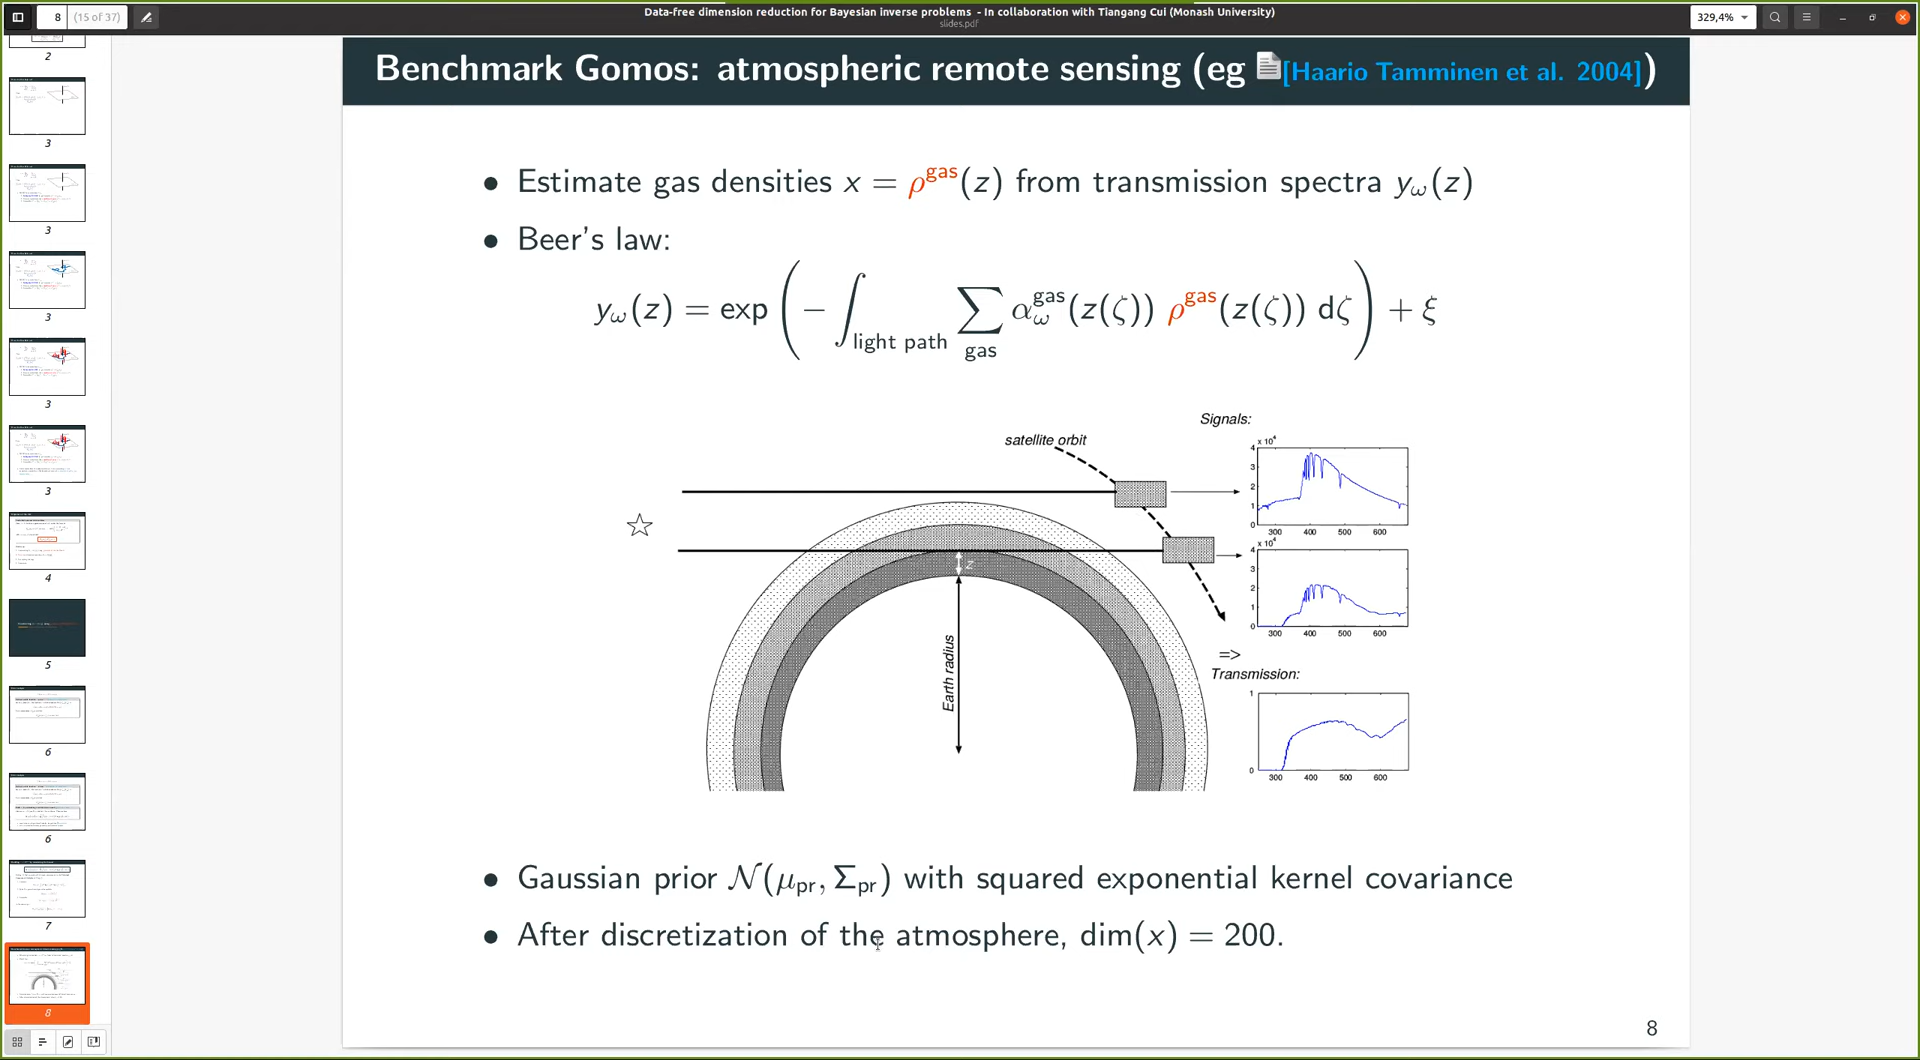 8 (15 of 37)
Data-free dimension reduction for Bayesian inverse problems - In collaboration with Tiangang Cui (Monash University)
slides.pdf
329,4%
2
3
3
3
3
3
4
5
6
6
7
8
Benchmark Gomos: atmospheric remote sensing (eg [Haario Tamminen et al. 2004])
• Estimate gas densities x = ρ^gas(z) from transmission spectra y_ω(z)
• Beer's law:
y_ω(z) = exp ( − ∫_light path ∑_gas α_ω^gas(z(ζ)) ρ^gas(z(ζ)) dζ ) + ξ
satellite orbit
Signals:
x 10^4
4
3
2
1
0
300 400 500 600
x 10^4
4
3
2
1
0
300 400 500 600
z
Earth radius
=>
Transmission:
1
0
300 400 500 600
• Gaussian prior 𝒩(μ_pr, Σ_pr) with squared exponential kernel covariance
• After discretization of the atmosphere, dim(x) = 200.
8